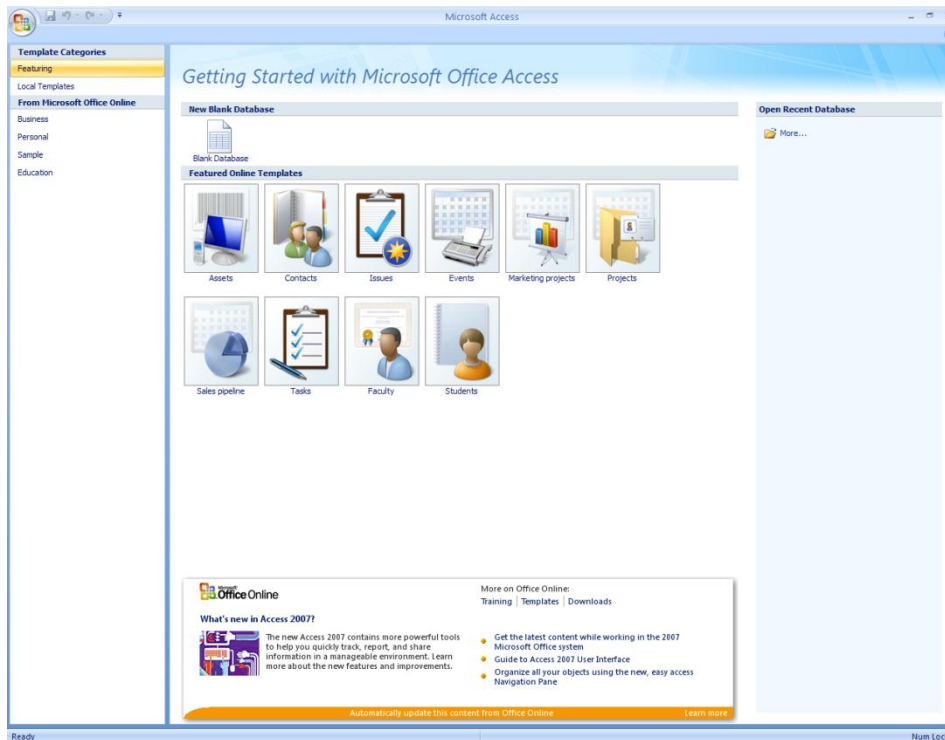 Microsoft Access
Template Categories
Featuring
Local Templates
From Microsoft Office Online
Business
Personal
Sample
Education
Getting Started with Microsoft Office Access
New Blank Database
Blank Database
Featured Online Templates
Assets
Contacts
Issues
Events
Marketing projects
Projects
Sales pipeline
Tasks
Faculty
Students
Open Recent Database
More...
Microsoft
Office Online
What's new in Access 2007?
The new Access 2007 contains more powerful tools
to help you quickly track, report, and share
information in a manageable environment. Learn
more about the new features and improvements.
More on Office Online:
Training | Templates | Downloads
Get the latest content while working in the 2007
Microsoft Office system
Guide to Access 2007 User Interface
Organize all your objects using the new, easy access
Navigation Pane
Automatically update this content from Office Online
Learn more
Ready
Num Loc